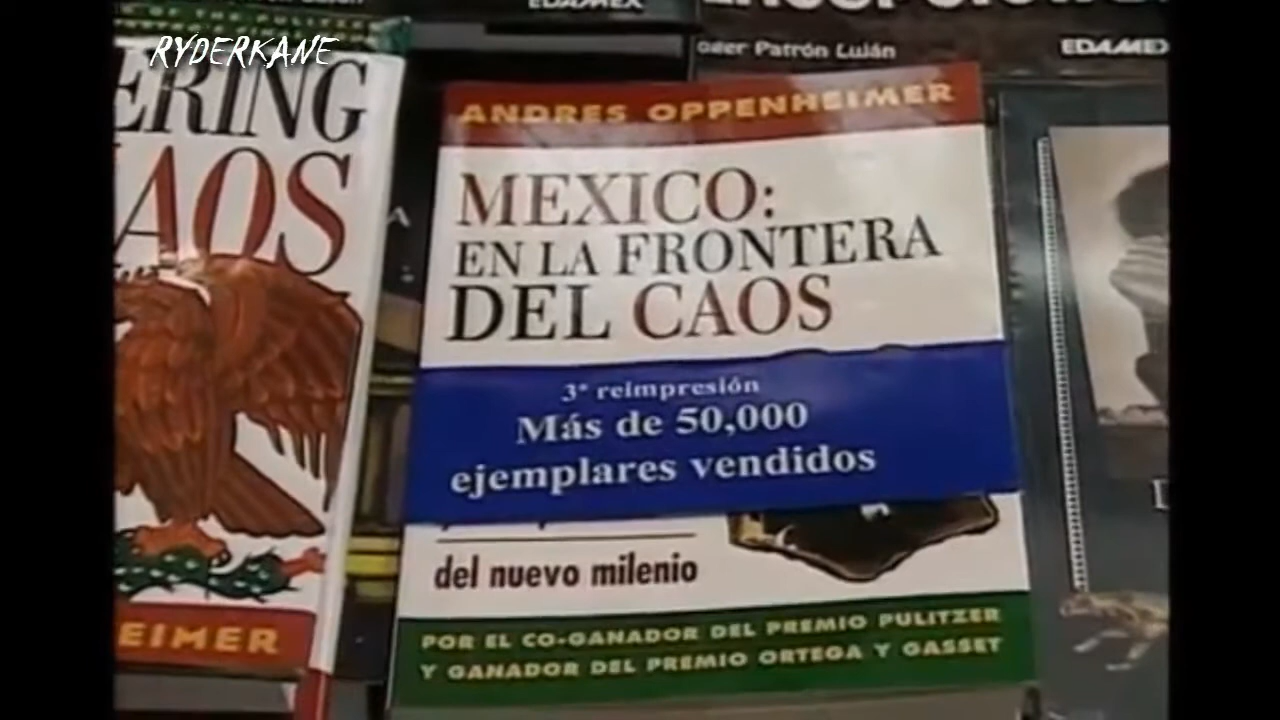 EDAMEX
Patrón Luján
EDAMEX
RYDERKANE
ERING
AOS
EIMER
ANDRES OPPENHEIMER
MEXICO:
EN LA FRONTERA
DEL CAOS
3ª reimpresión
Más de 50,000
ejemplares vendidos
del nuevo milenio
POR EL CO-GANADOR DEL PREMIO PULITZER
Y GANADOR DEL PREMIO ORTEGA Y GASSET